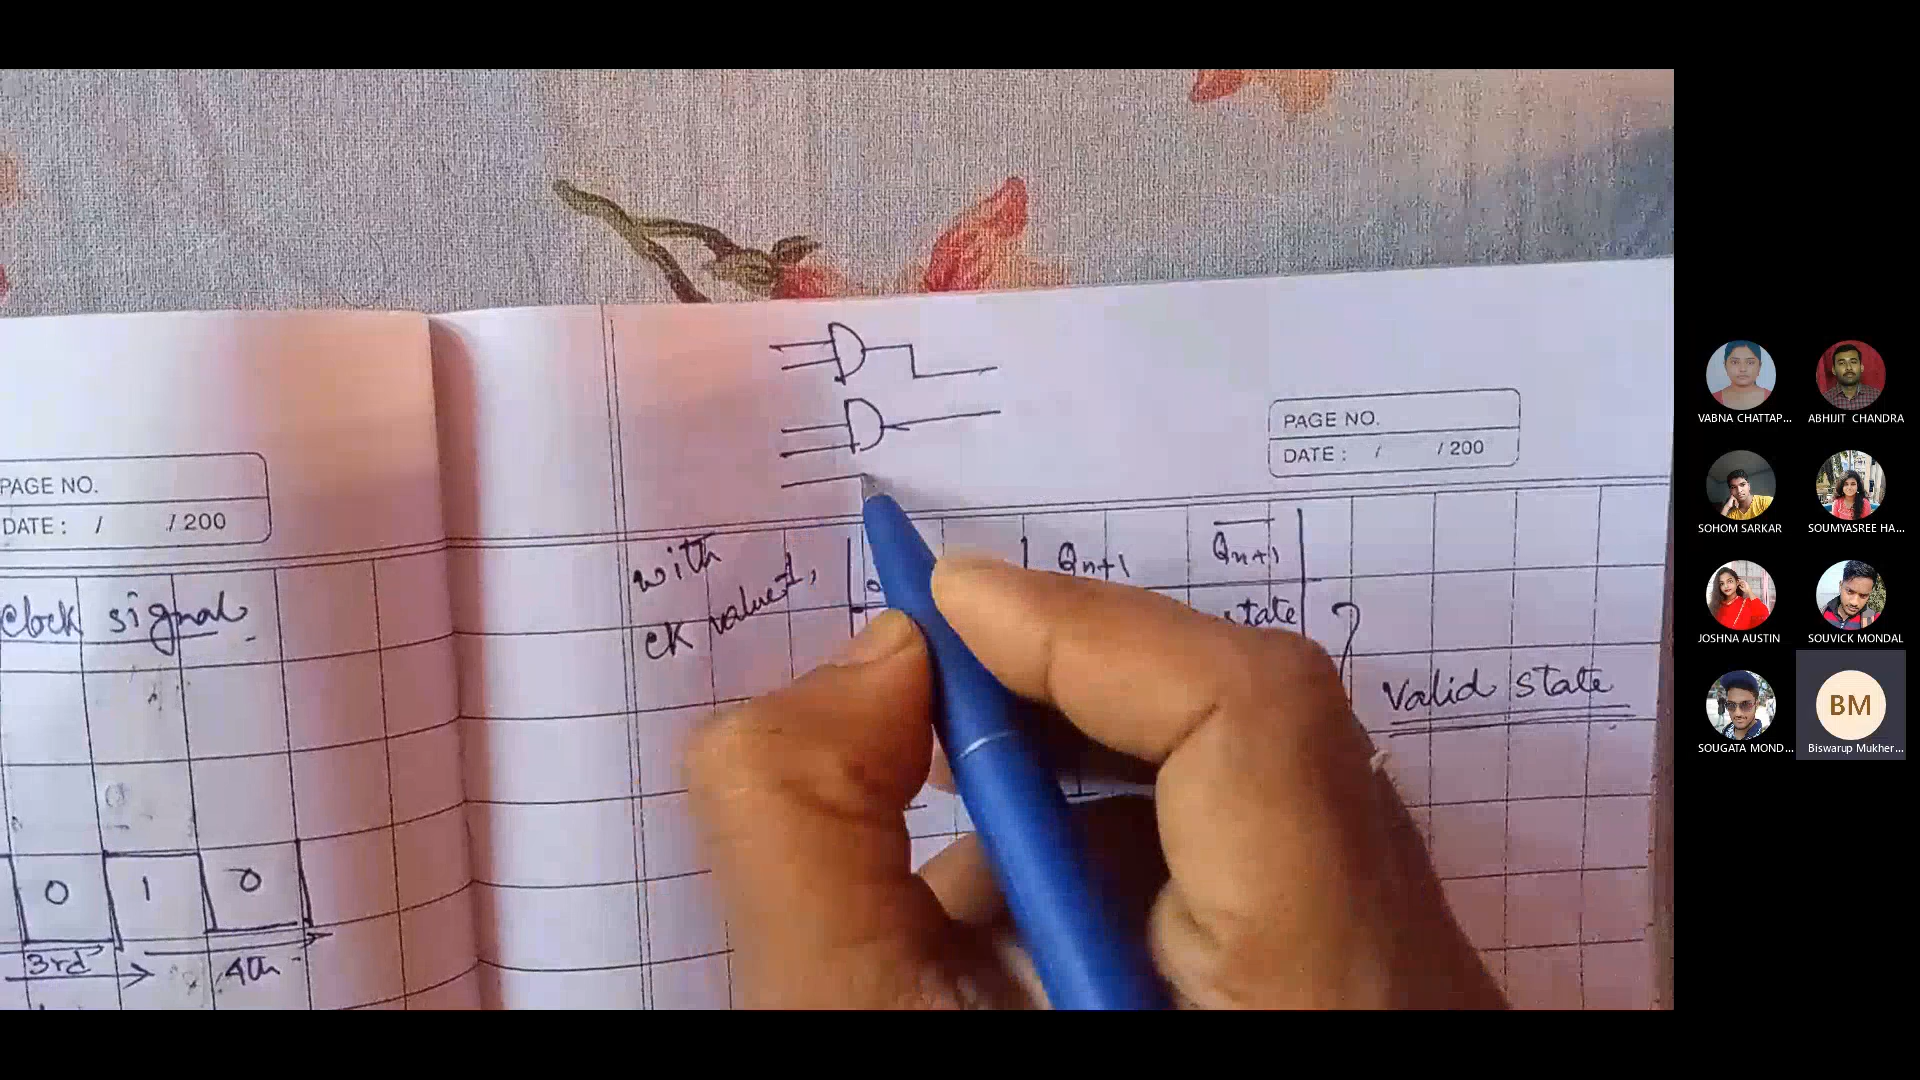 PAGE NO.
DATE : / / 200
clock signal
0 1 0
3rd 4th
PAGE NO.
DATE : / / 200
with
CK value 1,
Qn+1 Qn+1
state
Valid state
VABNA CHATTAP...
ABHIJIT CHANDRA
SOHOM SARKAR
SOUMYASREE HA...
JOSHNA AUSTIN
SOUVICK MONDAL
SOUGATA MOND...
BM
Biswarup Mukher...